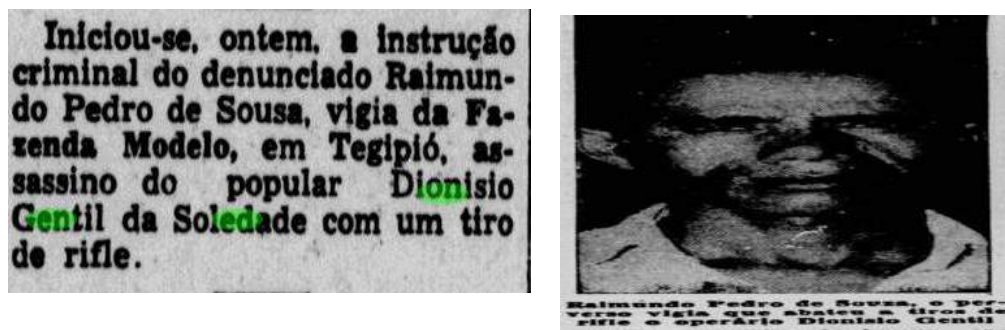 Iniciou-se, ontem, a instrução
criminal do denunciado Raimun-
do Pedro de Sousa, vigia da Fa-
zenda Modelo, em Tegipió, as-
sassino do popular Dionisio
Gentil da Soledade com um tiro
de rifle.
Raimundo Pedro de Souza, o per-
verso vigia que abateu a tiros de
rifle o operário Dionisio Gentil